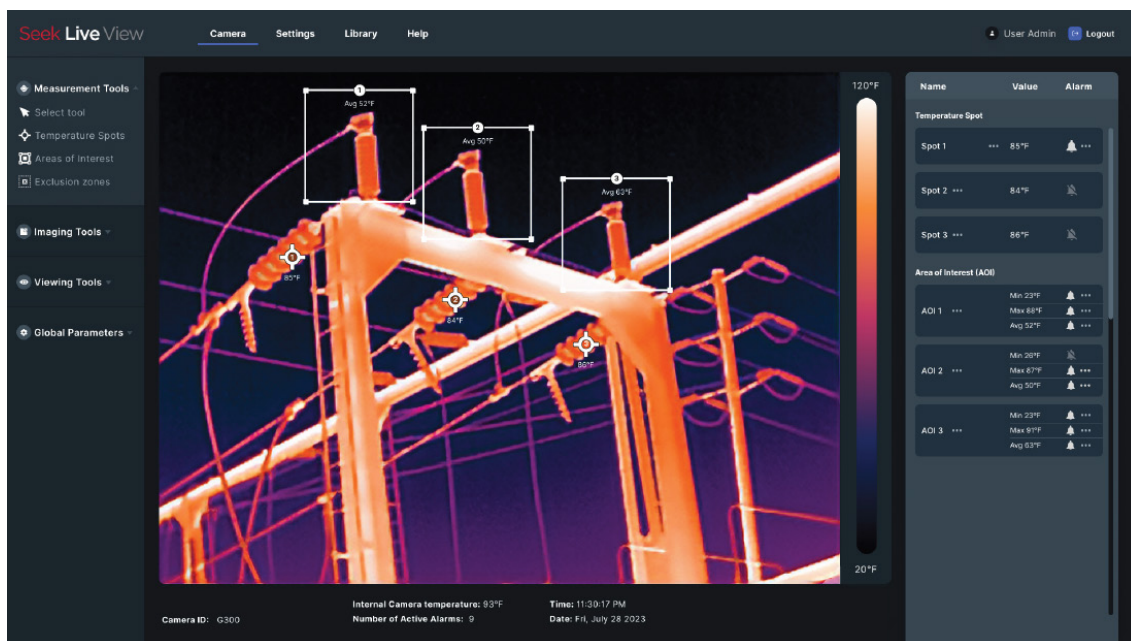 Seek Live View
Camera Settings Library Help
User Admin Logout
Measurement Tools
Select tool
Temperature Spots
Areas of Interest
Exclusion zones
Imaging Tools
Viewing Tools
Global Parameters
1
Avg 52°F
2
Avg 50°F
3
Avg 63°F
1
85°F
2
84°F
3
86°F
120°F
20°F
Name Value Alarm
Temperature Spot
Spot 1 ••• 85°F •••
Spot 2 ••• 84°F
Spot 3 ••• 86°F
Area of Interest (AOI)
Min 23°F •••
AOI 1 ••• Max 88°F •••
Avg 52°F •••
Min 26°F
AOI 2 ••• Max 87°F •••
Avg 50°F •••
Min 23°F •••
AOI 3 ••• Max 91°F •••
Avg 63°F •••
Camera ID: G300
Internal Camera temperature: 93°F
Number of Active Alarms: 9
Time: 11:30:17 PM
Date: Fri, July 28 2023